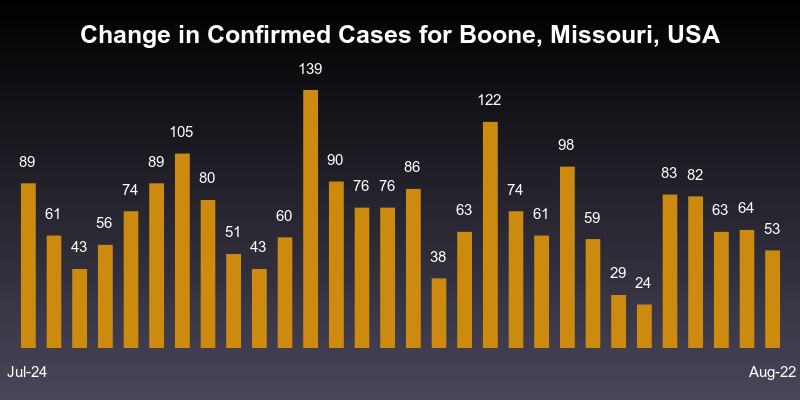 Change in Confirmed Cases for Boone, Missouri, USA
89 61 43 56 74 89 105 80 51 43 60 139 90 76 76 86 38 63 122 74 61 98 59 29 24 83 82 63 64 53
Jul-24 Aug-22